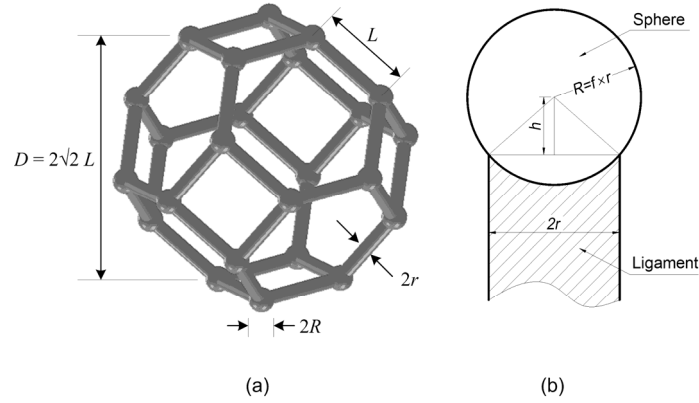 L
D = 2√2 L
2r
2R
(a)
Sphere
R=f×r
h
2r
Ligament
(b)